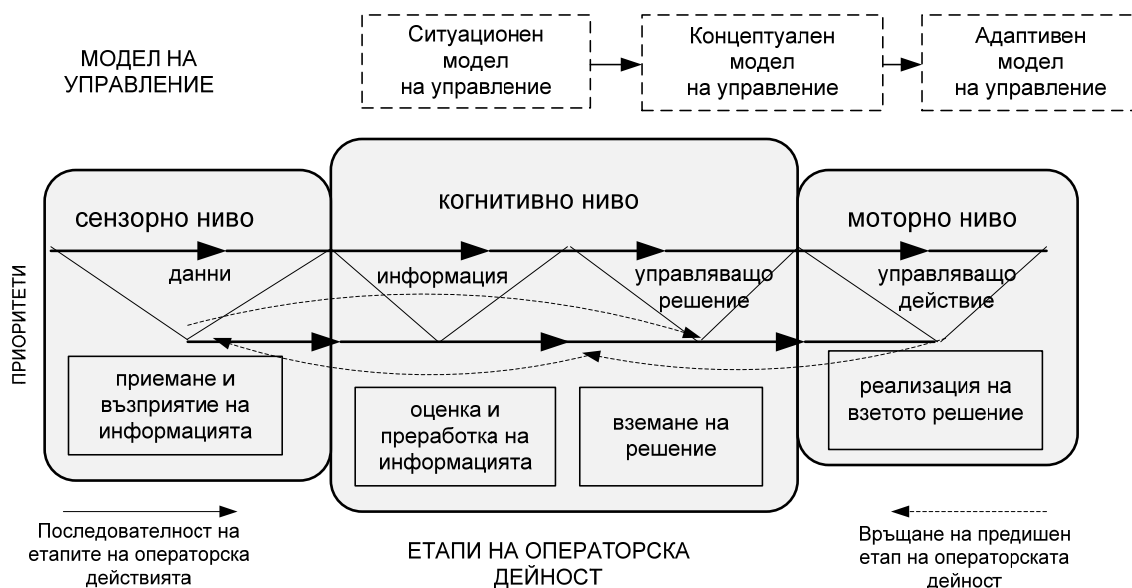 МОДЕЛ НА
УПРАВЛЕНИЕ
Ситуационен
модел
на управление
Концептуален
модел
на управление
Адаптивен
модел
на управление
сензорно ниво
когнитивно ниво
моторно ниво
данни
информация
управляващо
решение
управляващо
действие
ПРИОРИТЕТИ
приемане и
възприятие на
информацията
оценка и
преработка на
информацията
вземане на
решение
реализация на
взетото решение
Последователност на
етапите на операторска
действията
ЕТАПИ НА ОПЕРАТОРСКА
ДЕЙНОСТ
Връщане на предишен
етап на операторската
дейност